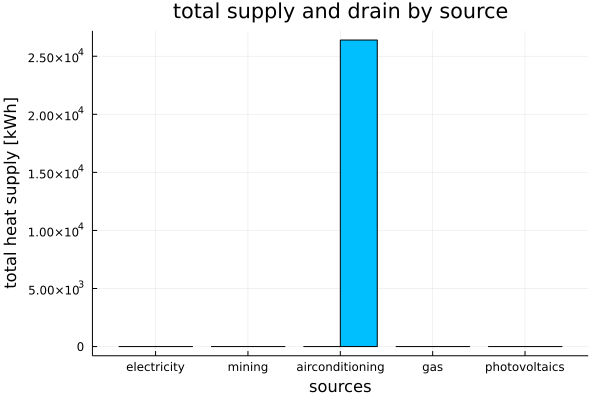 total supply and drain by source
total heat supply [kWh]
2.50×10⁴
2.00×10⁴
1.50×10⁴
1.00×10⁴
5.00×10³
0
electricity mining airconditioning gas photovoltaics
sources